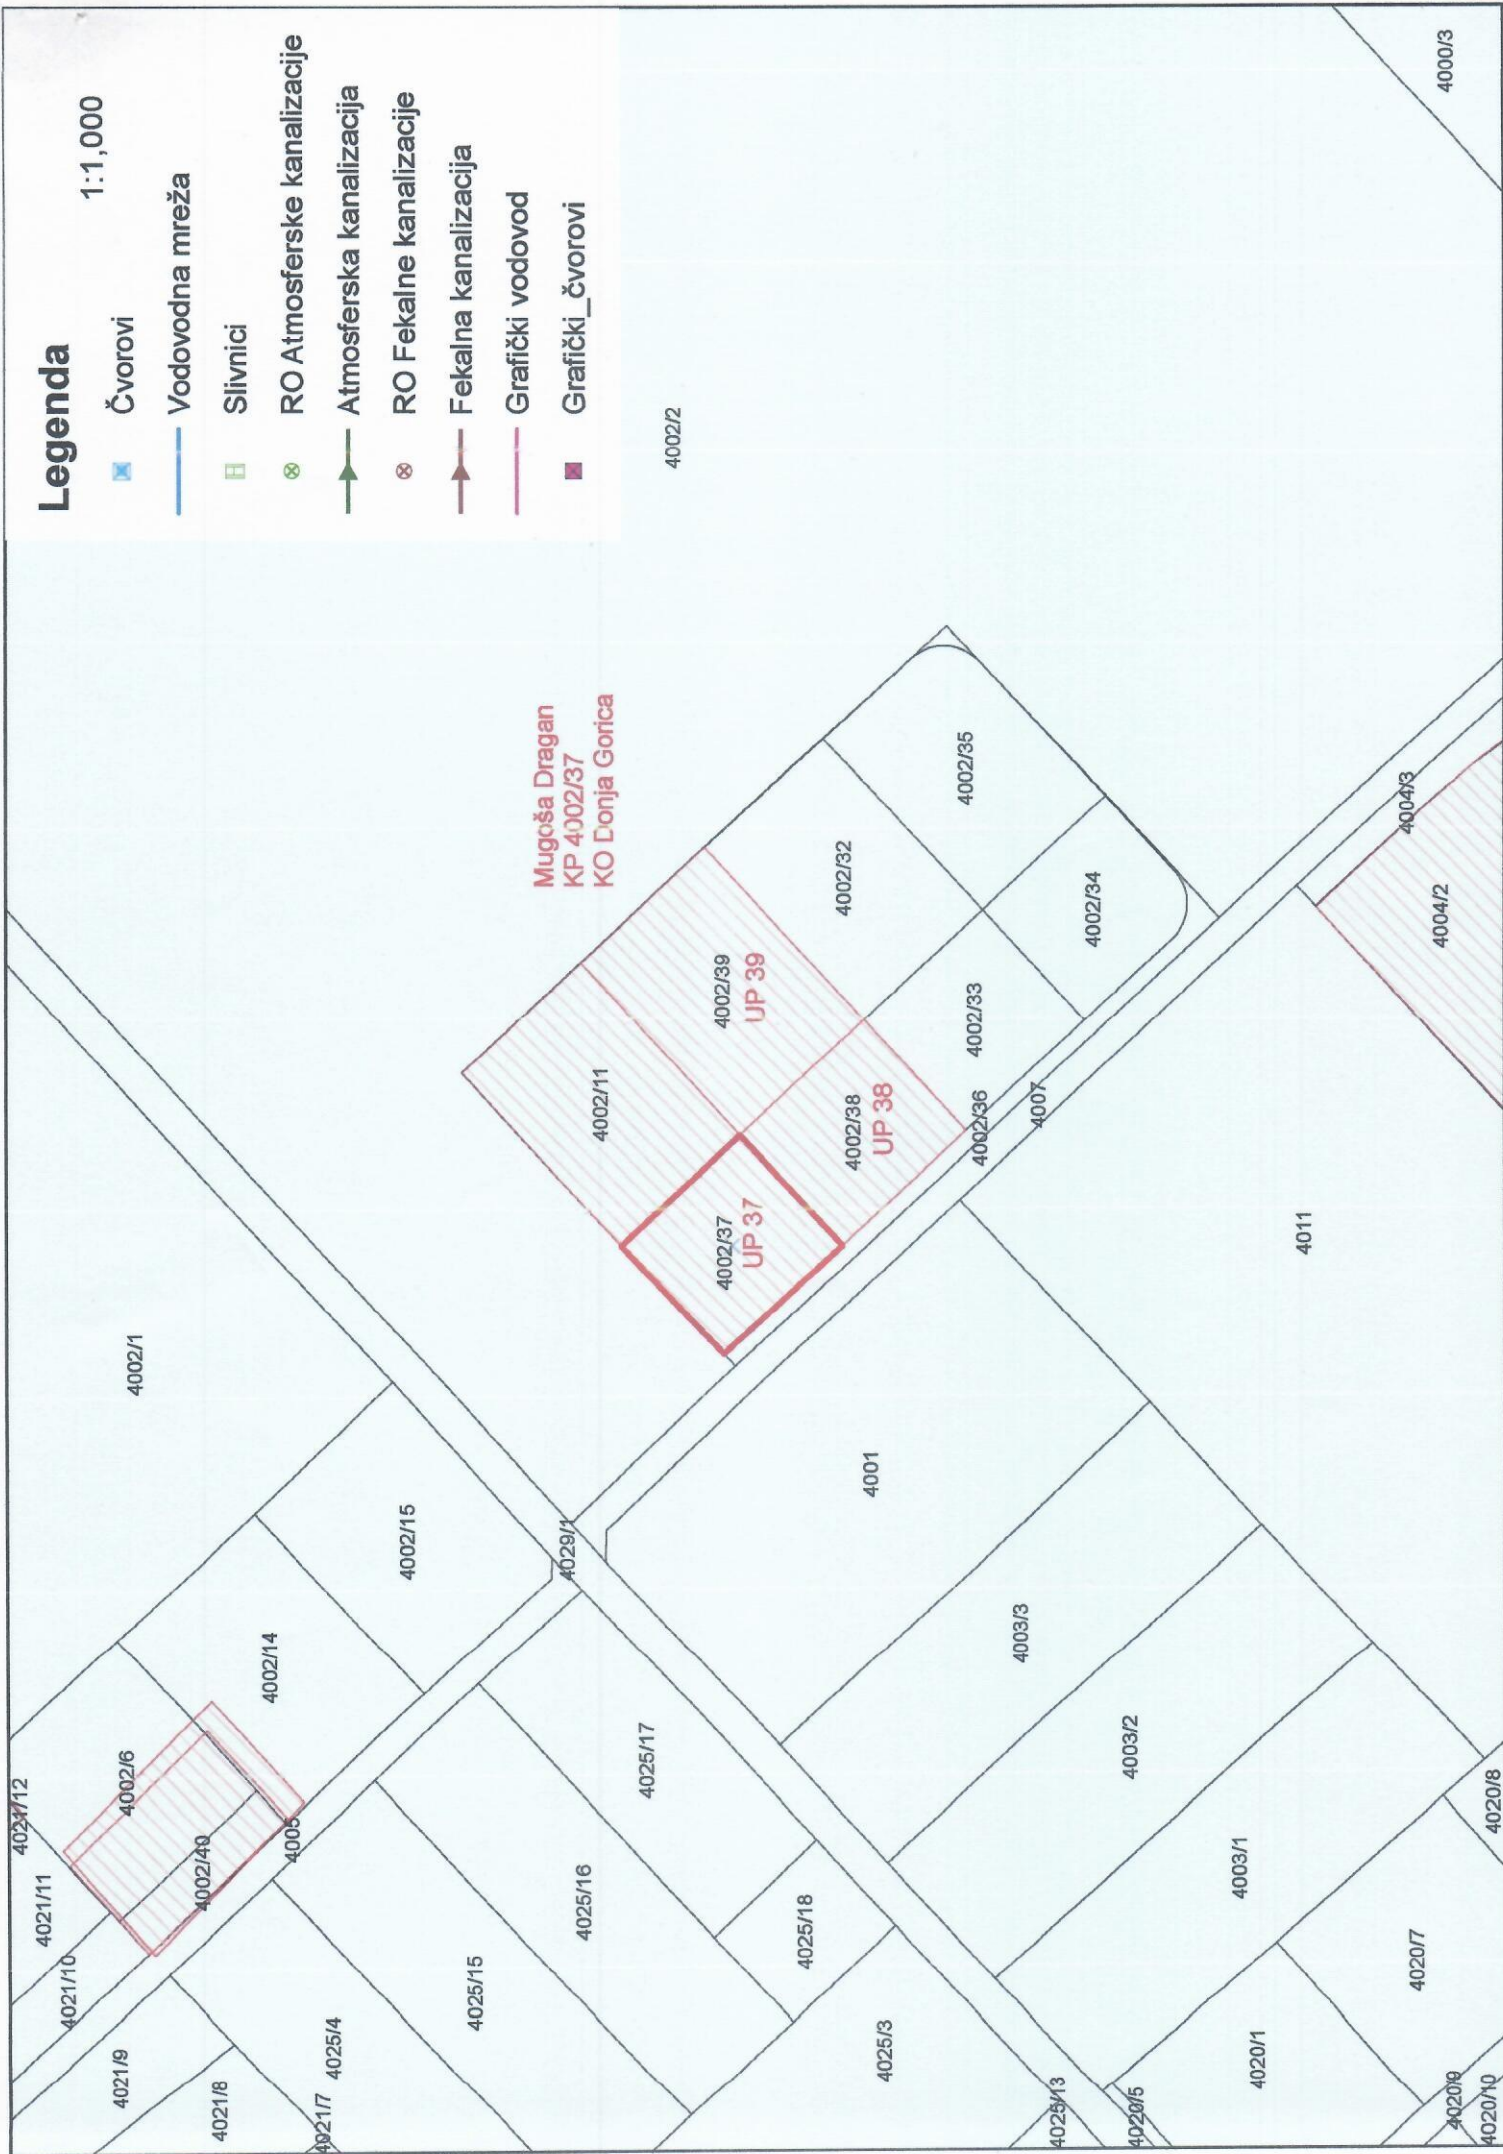 Legenda
1:1,000
Čvorovi
Vodovodna mreža
Slivnici
RO Atmosferske kanalizacije
Atmosferska kanalizacija
RO Fekalne kanalizacije
Fekalna kanalizacija
Grafički vodovod
Grafički_čvorovi
Mugoša Dragan
KP 4002/37
KO Donja Gorica
4021/12
4021/11
4021/10
4021/9
4021/8
4021/7
4002/6
4002/40
4005
4002/14
4002/15
4002/1
4029/1
4025/4
4025/15
4025/16
4025/17
4025/18
4025/3
4025/13
4020/5
4002/2
4002/11
4002/39
UP 39
4002/37
UP 37
4002/38
UP 38
4002/32
4002/35
4002/33
4002/34
4002/36
4007
4001
4003/3
4003/2
4003/1
4011
4004/3
4004/2
4000/3
4020/1
4020/7
4020/8
4020/9
4020/10